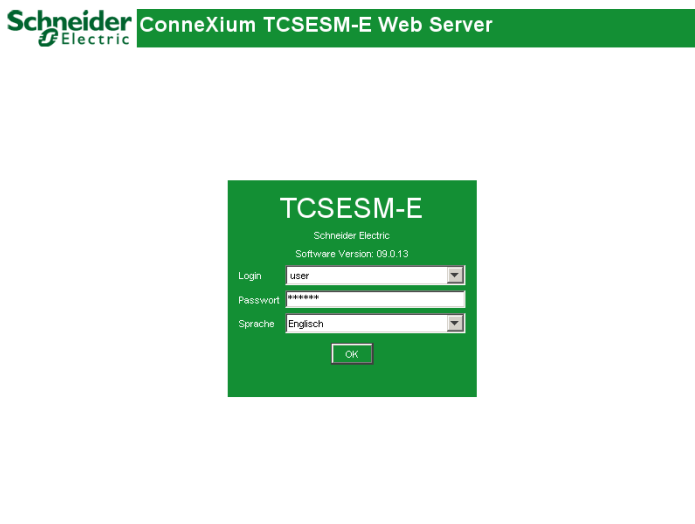 Schneider
Electric
ConneXium TCSESM-E Web Server
TCSESM-E
Schneider Electric
Software Version: 09.0.13
Login user
Passwort ******
Sprache Englisch
OK